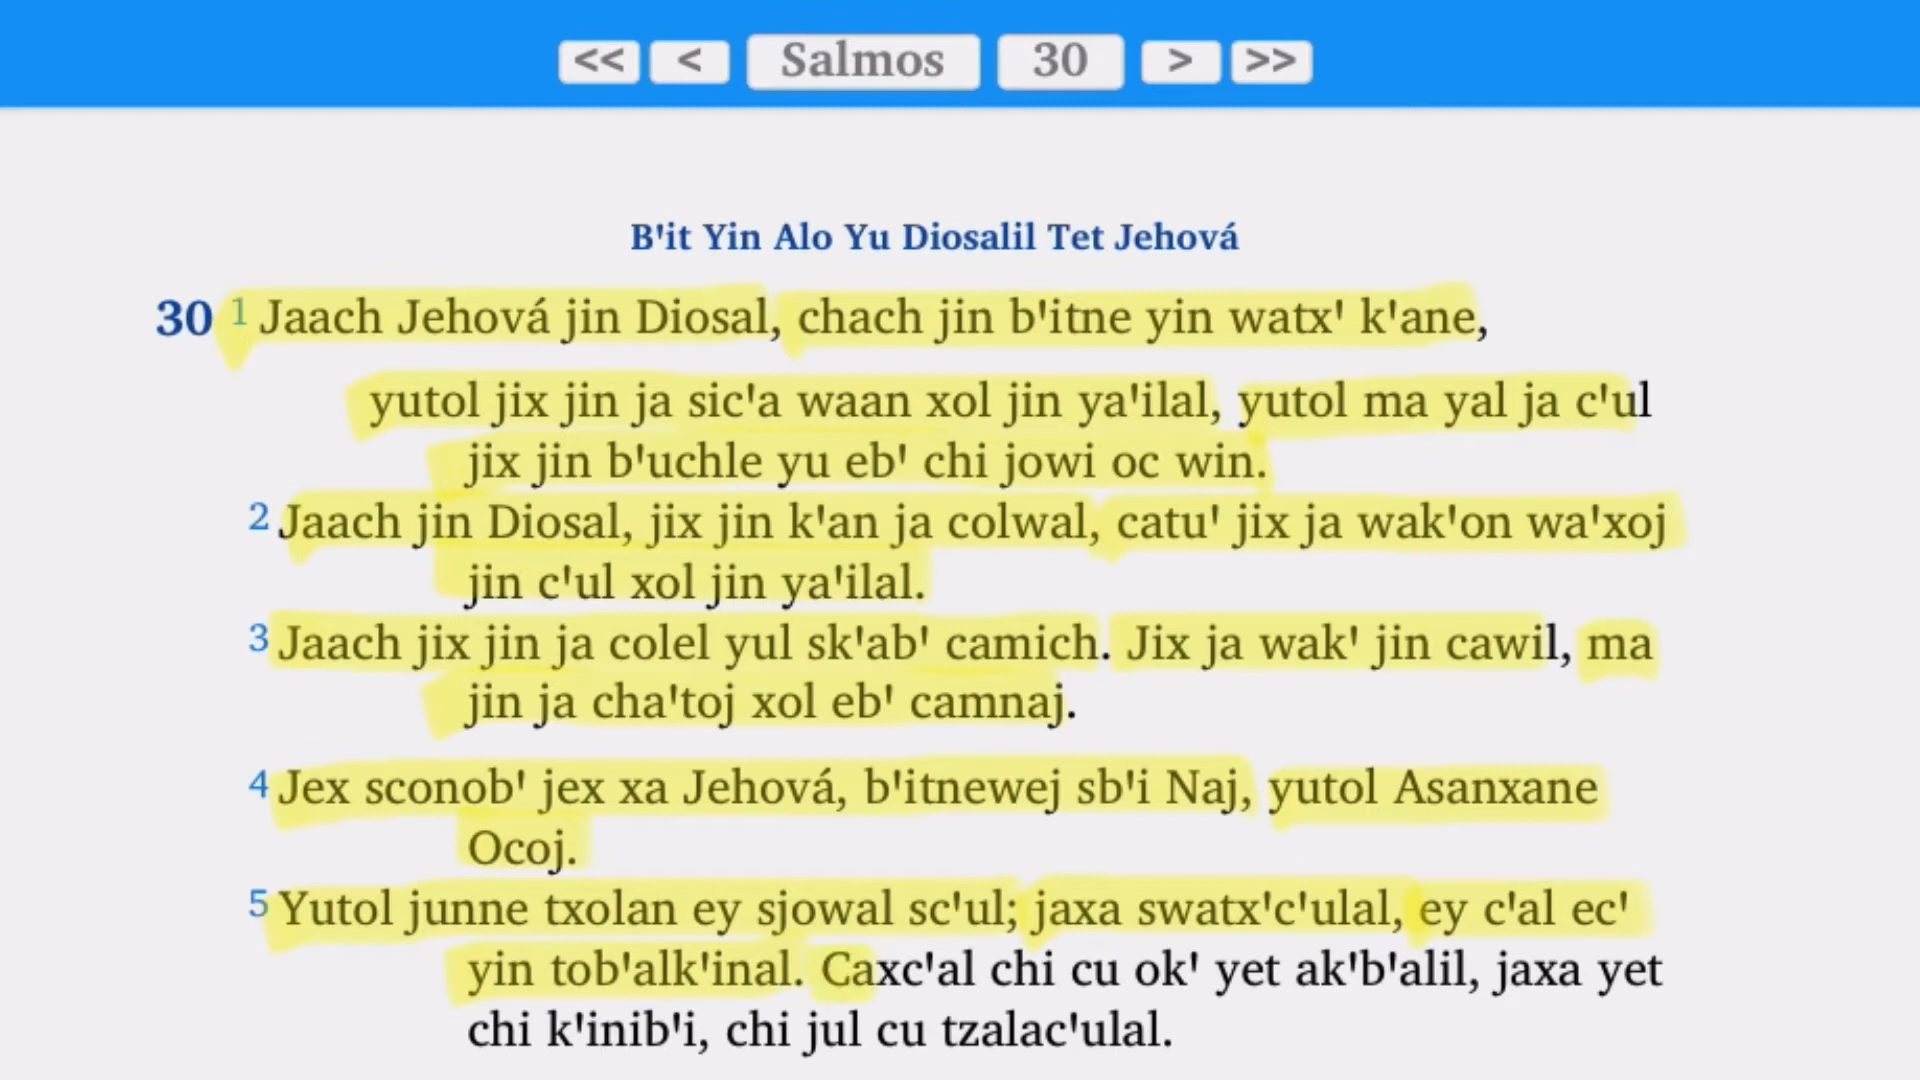 << < Salmos 30 > >>
B'it Yin Alo Yu Diosalil Tet Jehová
30 1 Jaach Jehová jin Diosal, chach jin b'itne yin watx' k'ane,
yutol jix jin ja sic'a waan xol jin ya'ilal, yutol ma yal ja c'ul
jix jin b'uchle yu eb' chi jowi oc win.
2 Jaach jin Diosal, jix jin k'an ja colwal, catu' jix ja wak'on wa'xoj
jin c'ul xol jin ya'ilal.
3 Jaach jix jin ja colel yul sk'ab' camich. Jix ja wak' jin cawil, ma
jin ja cha'toj xol eb' camnaj.
4 Jex sconob' jex xa Jehová, b'itnewej sb'i Naj, yutol Asanxane
Ocoj.
5 Yutol junne txolan ey sjowal sc'ul; jaxa swatx'c'ulal, ey c'al ec'
yin tob'alk'inal. Caxc'al chi cu ok' yet ak'b'alil, jaxa yet
chi k'inib'i, chi jul cu tzalac'ulal.